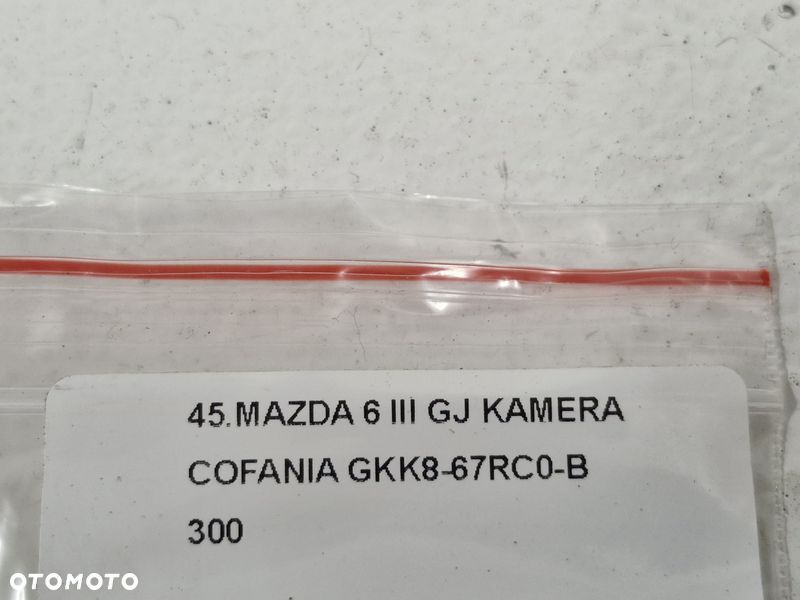 45.MAZDA 6 III GJ KAMERA
COFANIA GKK8-67RC0-B
300
OTOMOTO